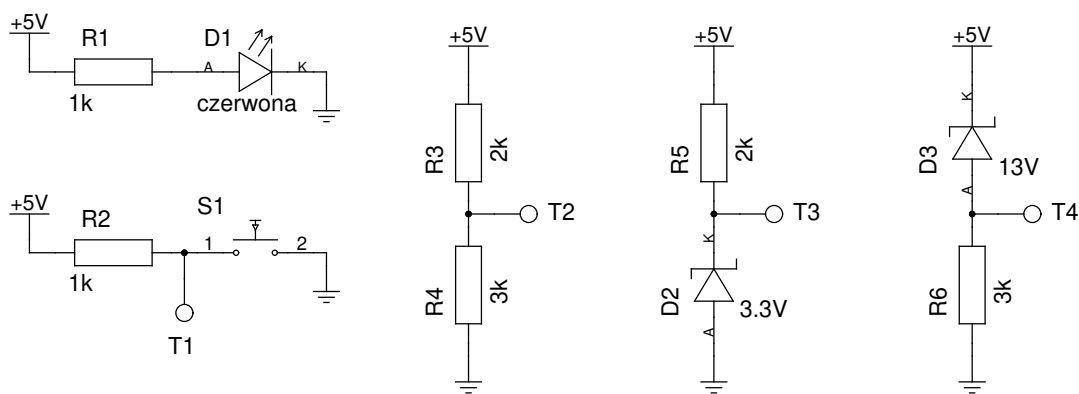 +5V
R1
1k
D1
A
K
czerwona
+5V
R2
1k
S1
1
2
T1
+5V
R3
2k
T2
R4
3k
+5V
R5
2k
T3
K
D2
3.3V
A
+5V
K
D3
13V
A
T4
R6
3k